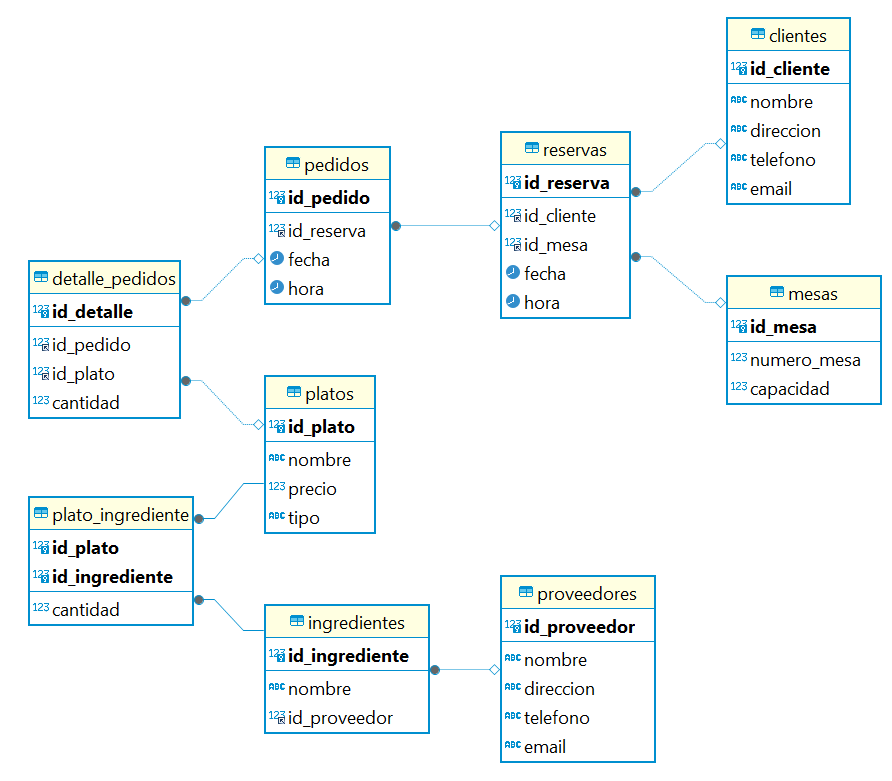 clientes
id_cliente
nombre
direccion
telefono
email
pedidos
id_pedido
id_reserva
fecha
hora
reservas
id_reserva
id_cliente
id_mesa
fecha
hora
detalle_pedidos
id_detalle
id_pedido
id_plato
cantidad
mesas
id_mesa
numero_mesa
capacidad
platos
id_plato
nombre
precio
tipo
plato_ingrediente
id_plato
id_ingrediente
cantidad
ingredientes
id_ingrediente
nombre
id_proveedor
proveedores
id_proveedor
nombre
direccion
telefono
email